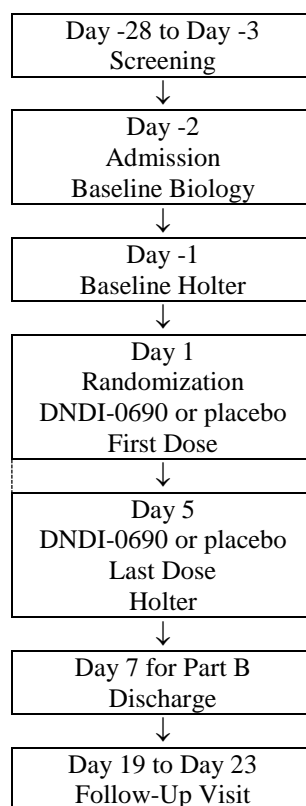 Day -28 to Day -3
Screening
↓
Day -2
Admission
Baseline Biology
↓
Day -1
Baseline Holter
↓
Day 1
Randomization
DNDI-0690 or placebo
First Dose
↓
Day 5
DNDI-0690 or placebo
Last Dose
Holter
↓
Day 7 for Part B
Discharge
↓
Day 19 to Day 23
Follow-Up Visit